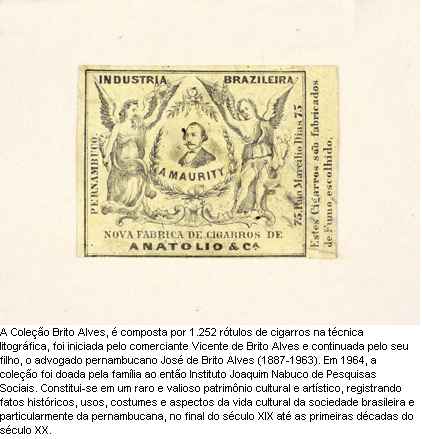 INDUSTRIA BRAZILEIRA
PERNAMBUCO
A MAURITY
75, Rua Marcilio Dias 75
Estes Cigarros sob fabricados
de Fumo escolhido.
NOVA FABRICA DE CIGARROS DE
ANATOLIO & Cª
A Coleção Brito Alves, é composta por 1.252 rótulos de cigarros na técnica
litográfica, foi iniciada pelo comerciante Vicente de Brito Alves e continuada pelo seu
filho, o advogado pernambucano José de Brito Alves (1887-1963). Em 1964, a
coleção foi doada pela família ao então Instituto Joaquim Nabuco de Pesquisas
Sociais. Constitui-se em um raro e valioso patrimônio cultural e artístico, registrando
fatos históricos, usos, costumes e aspectos da vida cultural da sociedade brasileira e
particularmente da pernambucana, no final do século XIX até as primeiras décadas do
século XX.